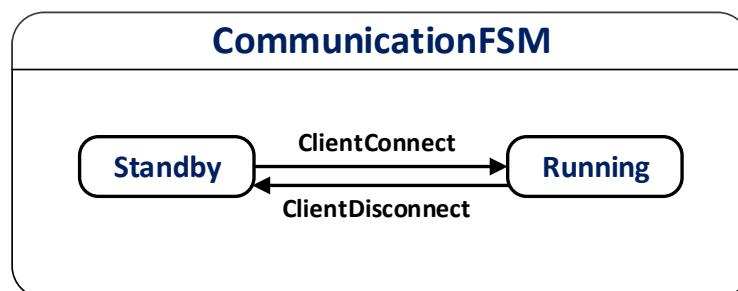 CommunicationFSM
ClientConnect
Standby
Running
ClientDisconnect